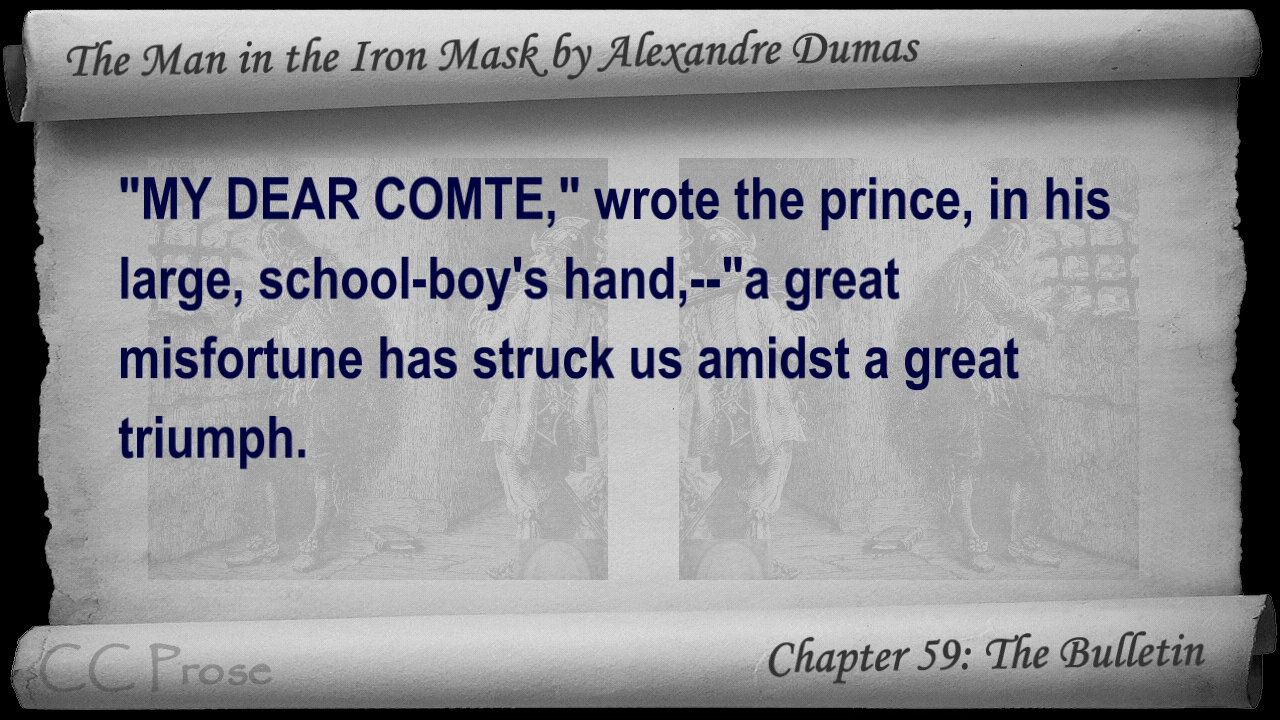 The Man in the Iron Mask by Alexandre Dumas
"MY DEAR COMTE," wrote the prince, in his
large, school-boy's hand,--"a great
misfortune has struck us amidst a great
triumph.
CC Prose
Chapter 59: The Bulletin